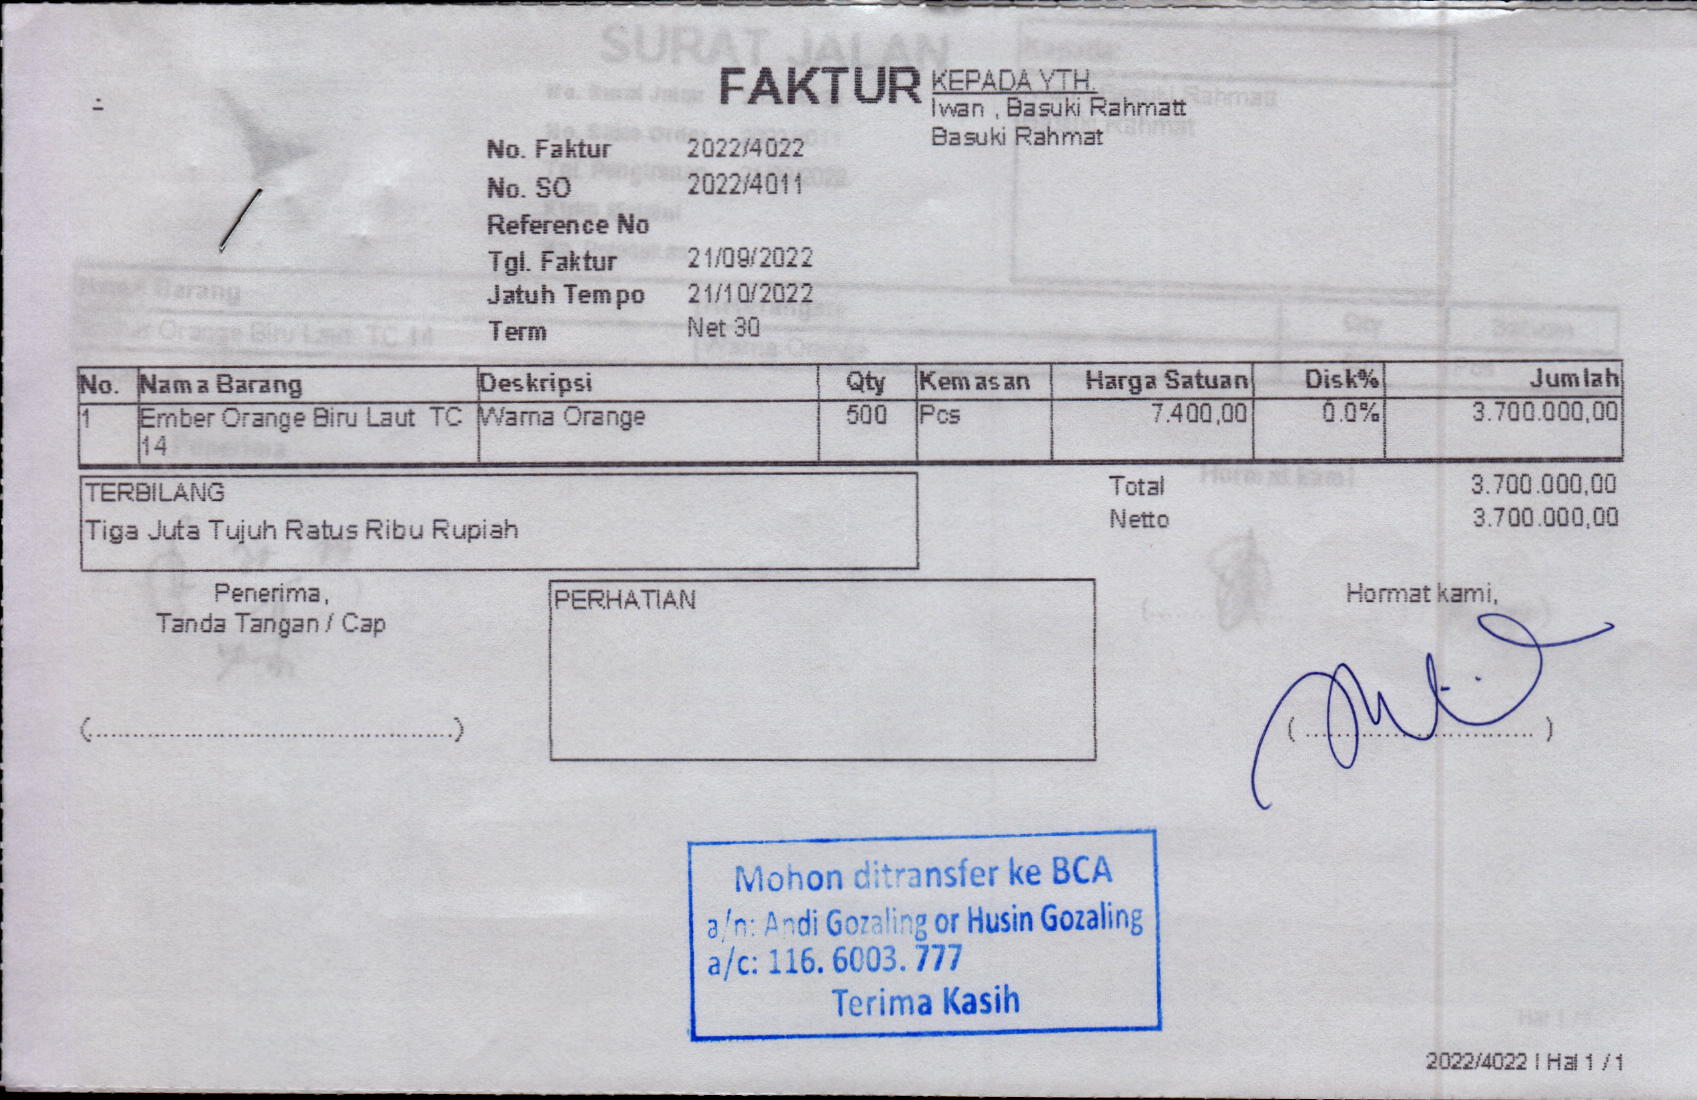 FAKTUR
KEPADA YTH.
Iwan , Basuki Rahmatt
Basuki Rahmat
No. Faktur 2022/4022
No. SO 2022/4011
Reference No
Tgl. Faktur 21/09/2022
Jatuh Tempo 21/10/2022
Term Net 30
No. Nama Barang Deskripsi Qty Kemasan Harga Satuan Disk% Jumlah
1 Ember Orange Biru Laut TC Warna Orange 500 Pcs 7.400,00 0.0% 3.700.000,00
14
TERBILANG
Tiga Juta Tujuh Ratus Ribu Rupiah
Total 3.700.000,00
Netto 3.700.000,00
Penerima,
Tanda Tangan / Cap
(................................................)
PERHATIAN
Hormat kami,
( ............................... )
Mohon ditransfer ke BCA
a/n: Andi Gozaling or Husin Gozaling
a/c: 116. 6003. 777
Terima Kasih
2022/4022 | Hal 1 / 1
SURAT JALAN